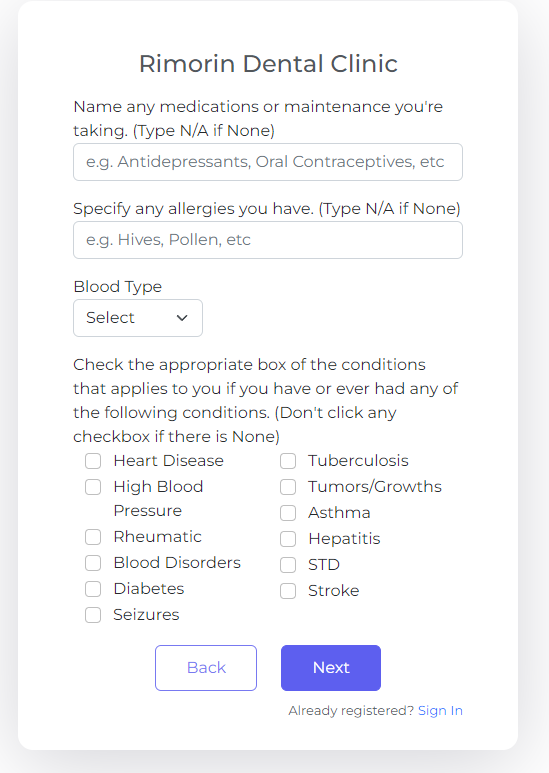 Rimorin Dental Clinic
Name any medications or maintenance you're
taking. (Type N/A if None)
e.g. Antidepressants, Oral Contraceptives, etc
Specify any allergies you have. (Type N/A if None)
e.g. Hives, Pollen, etc
Blood Type
Select
Check the appropriate box of the conditions
that applies to you if you have or ever had any of
the following conditions. (Don't click any
checkbox if there is None)
Heart Disease
High Blood
Pressure
Rheumatic
Blood Disorders
Diabetes
Seizures
Tuberculosis
Tumors/Growths
Asthma
Hepatitis
STD
Stroke
Back
Next
Already registered? Sign In